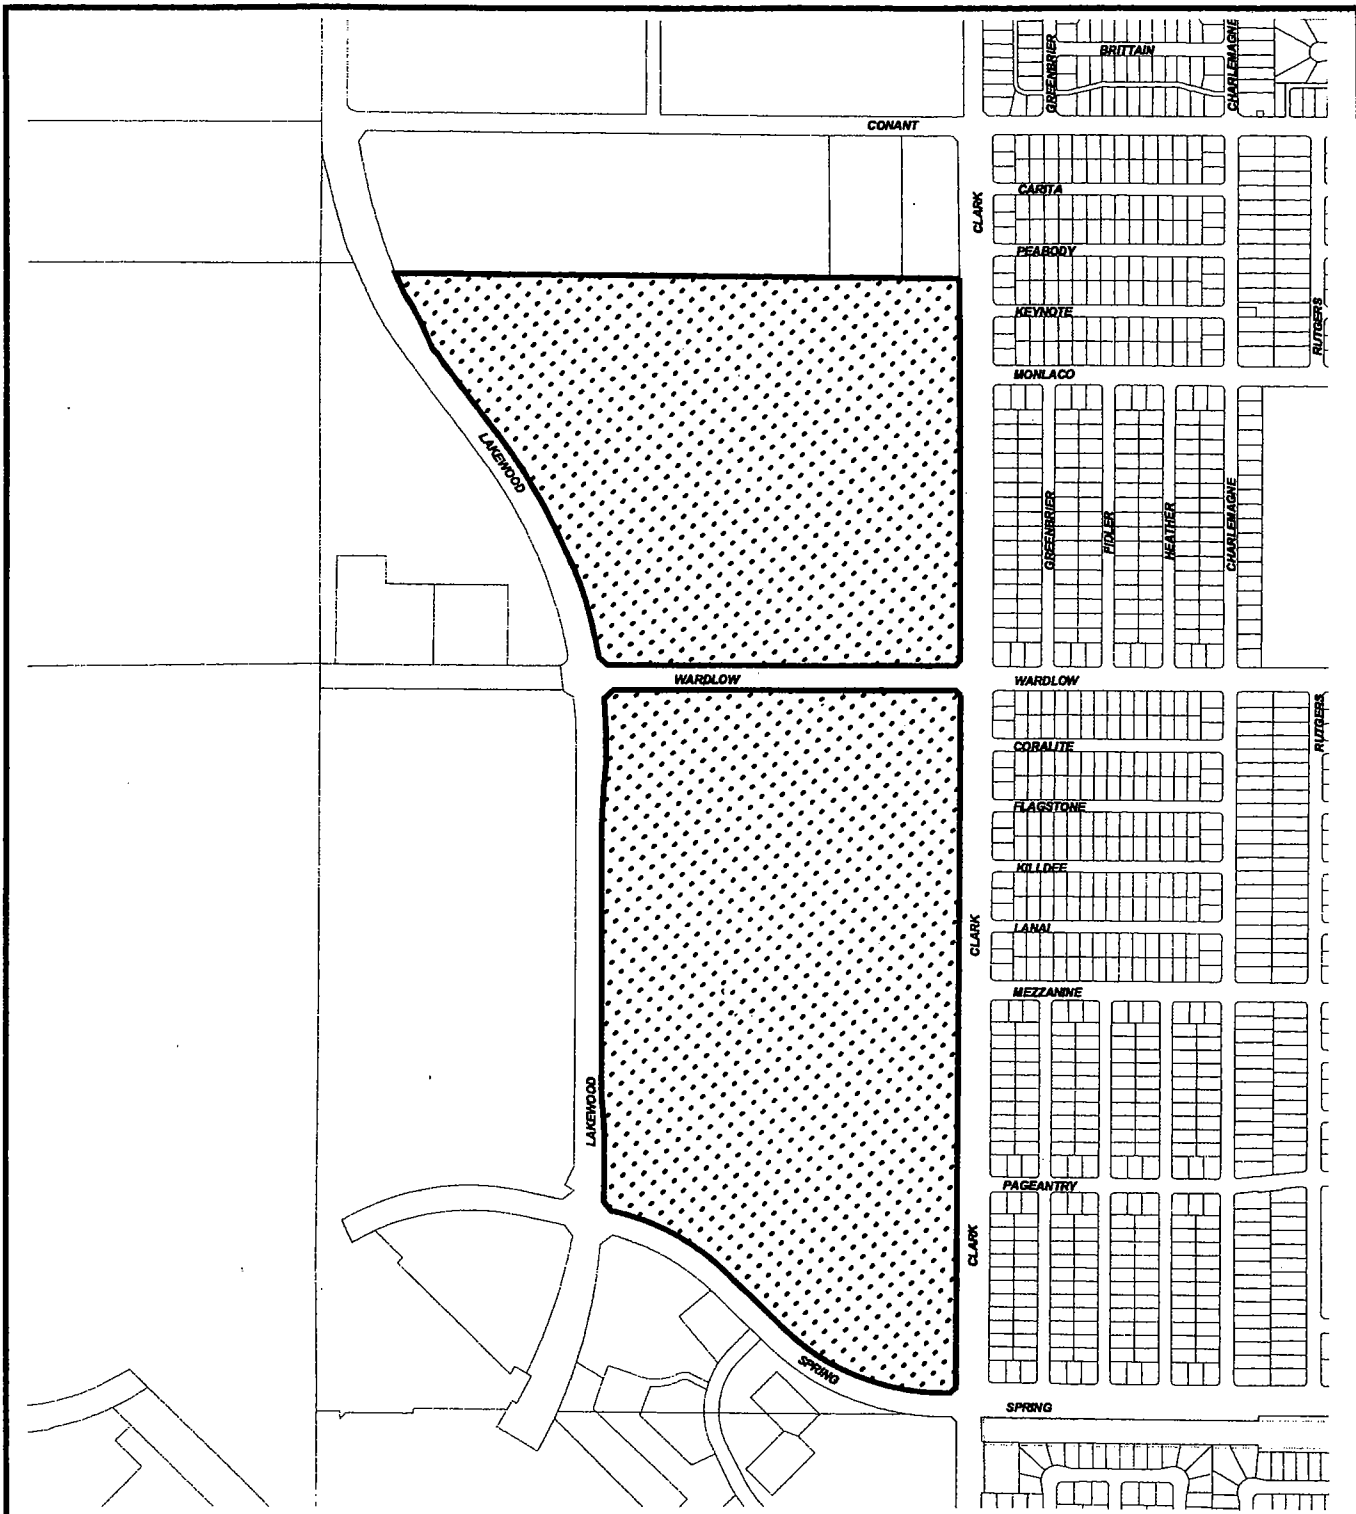 BRITTAIN
GREENBRIER
CHARLEMAGNE
CONANT
CARITA
CLARK
PEABODY
KEYNOTE
RUTGERS
MONLACO
LAKEWOOD
GREENBRIER
FIDLER
HEATHER
CHARLEMAGNE
WARDLOW
WARDLOW
RUTGERS
CORALITE
FLAGSTONE
KILLDEE
LANAI
CLARK
MEZZANINE
LAKEWOOD
PAGEANTRY
CLARK
SPRING
SPRING